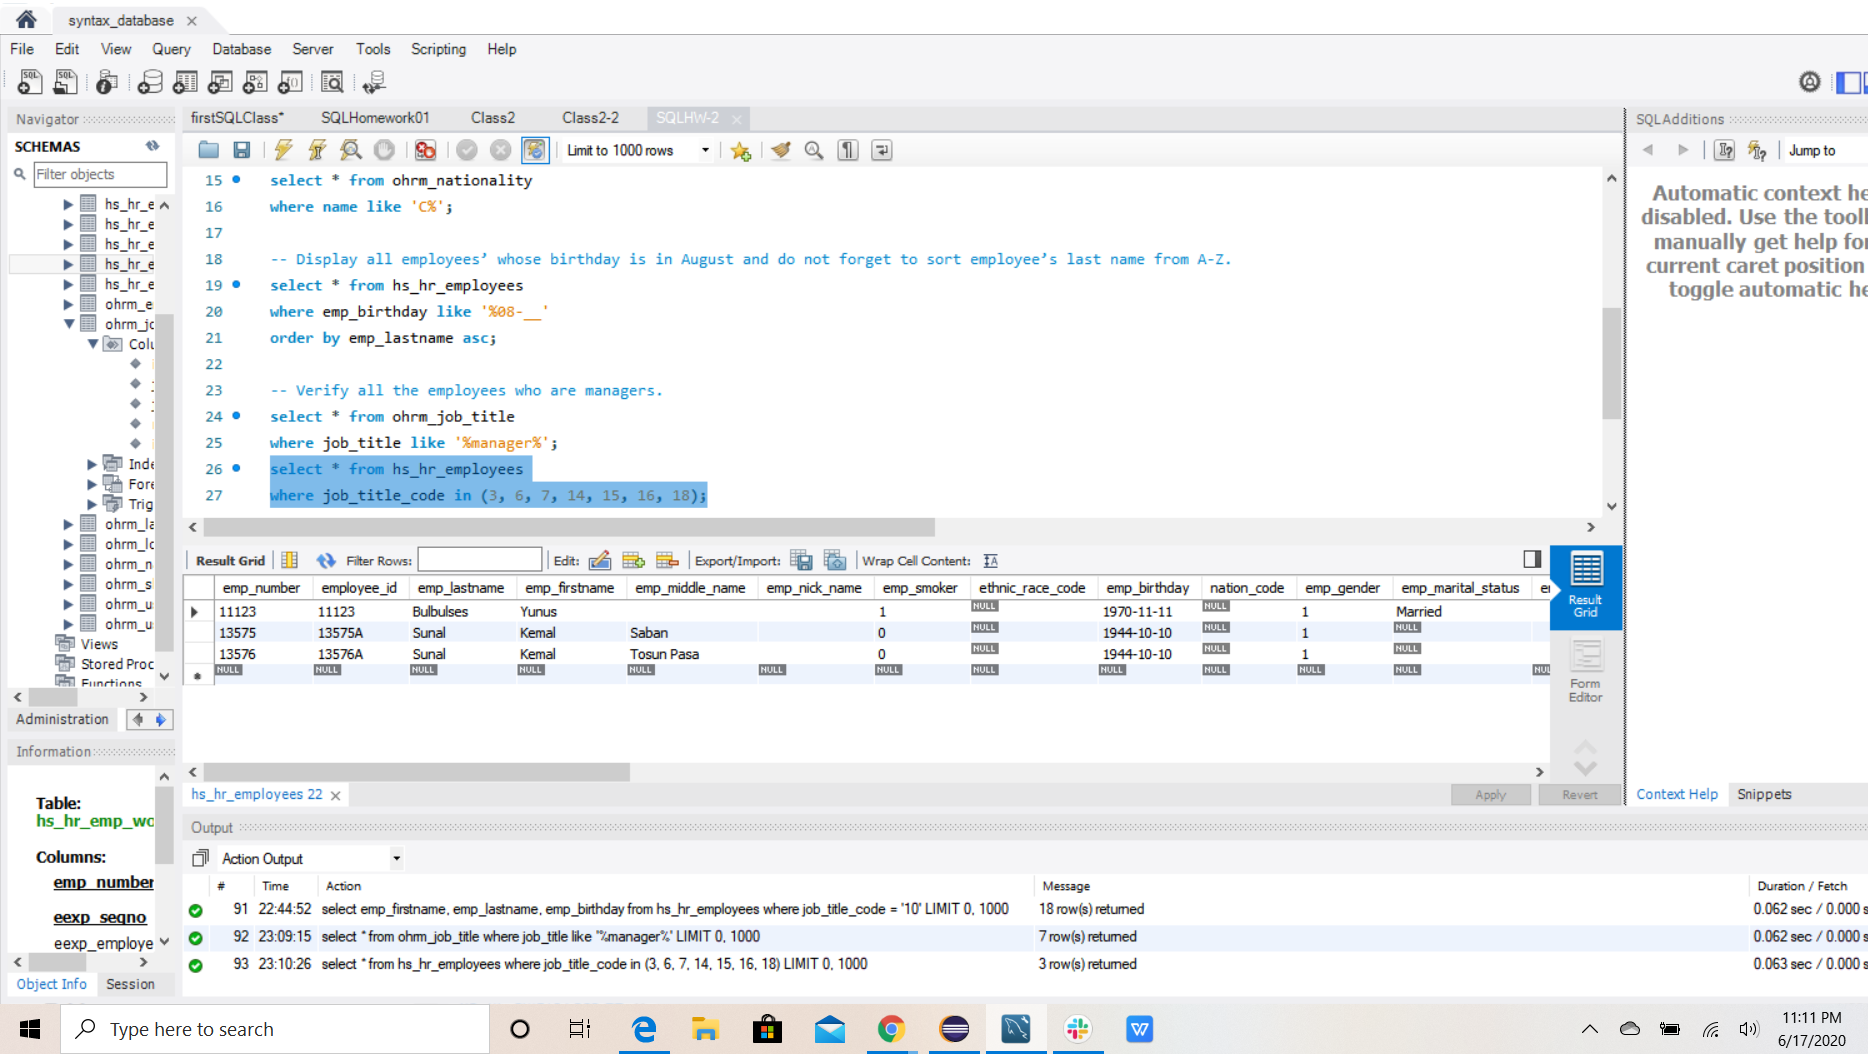 syntax_database ×
File Edit View Query Database Server Tools Scripting Help
Navigator
firstSQLClass* SQLHomework01 Class2 Class2-2 SQLHW-2 ×
SQLAdditions
SCHEMAS
Limit to 1000 rows
Jump to
Filter objects
hs_hr_e
hs_hr_e
hs_hr_e
hs_hr_e
hs_hr_e
ohrm_e
ohrm_jo
Colu
Inde
Fore
Trig
ohrm_la
ohrm_lo
ohrm_n
ohrm_s
ohrm_u
ohrm_u
Views
Stored Proc
Functions
15 select * from ohrm_nationality
16 where name like 'C%';
17
18 -- Display all employees’ whose birthday is in August and do not forget to sort employee’s last name from A-Z.
19 select * from hs_hr_employees
20 where emp_birthday like '%08-__'
21 order by emp_lastname asc;
22
23 -- Verify all the employees who are managers.
24 select * from ohrm_job_title
25 where job_title like '%manager%';
26 select * from hs_hr_employees
27 where job_title_code in (3, 6, 7, 14, 15, 16, 18);
Automatic context he
disabled. Use the tool
manually get help for
current caret position
toggle automatic he
Result Grid Filter Rows: Edit: Export/Import: Wrap Cell Content: IA
emp_number employee_id emp_lastname emp_firstname emp_middle_name emp_nick_name emp_smoker ethnic_race_code emp_birthday nation_code emp_gender emp_marital_status
11123 11123 Bulbulses Yunus 1 NULL 1970-11-11 NULL 1 Married
13575 13575A Sunal Kemal Saban 0 NULL 1944-10-10 NULL 1 NULL
13576 13576A Sunal Kemal Tosun Pasa 0 NULL 1944-10-10 NULL 1 NULL
NULL NULL NULL NULL NULL NULL NULL NULL NULL NULL NULL NULL NUL
Result
Grid
Form
Editor
Administration
Information
Table:
hs_hr_emp_wo
Columns:
emp_number
eexp_seqno
eexp_employe
Object Info Session
hs_hr_employees 22 ×
Apply Revert
Context Help Snippets
Output
Action Output
# Time Action Message Duration / Fetch
91 22:44:52 select emp_firstname, emp_lastname, emp_birthday from hs_hr_employees where job_title_code = '10' LIMIT 0, 1000 18 row(s) returned 0.062 sec / 0.000 s
92 23:09:15 select * from ohrm_job_title where job_title like '%manager%' LIMIT 0, 1000 7 row(s) returned 0.062 sec / 0.000 s
93 23:10:26 select * from hs_hr_employees where job_title_code in (3, 6, 7, 14, 15, 16, 18) LIMIT 0, 1000 3 row(s) returned 0.063 sec / 0.000 s
Type here to search
11:11 PM
6/17/2020